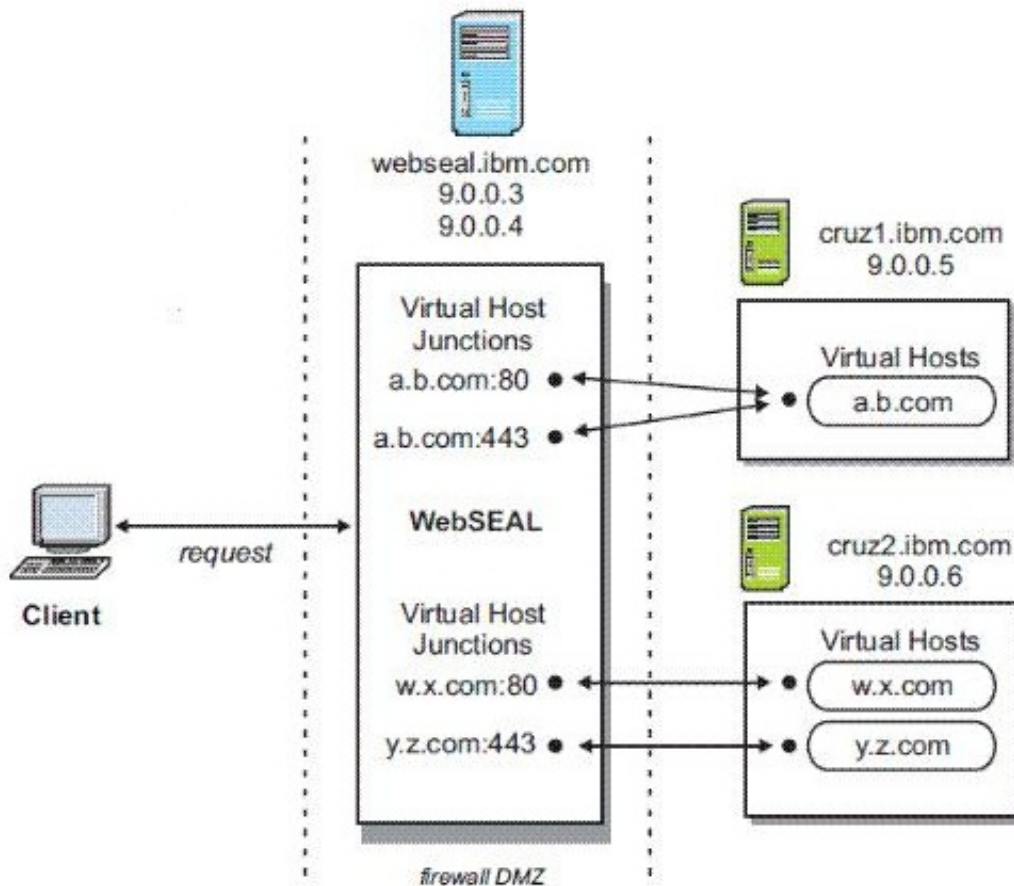 webseal.ibm.com
9.0.0.3
9.0.0.4
cruz1.ibm.com
9.0.0.5
Virtual Host
Junctions
a.b.com:80
a.b.com:443
Virtual Hosts
a.b.com
WebSEAL
request
Client
cruz2.ibm.com
9.0.0.6
Virtual Host
Junctions
w.x.com:80
y.z.com:443
Virtual Hosts
w.x.com
y.z.com
firewall DMZ